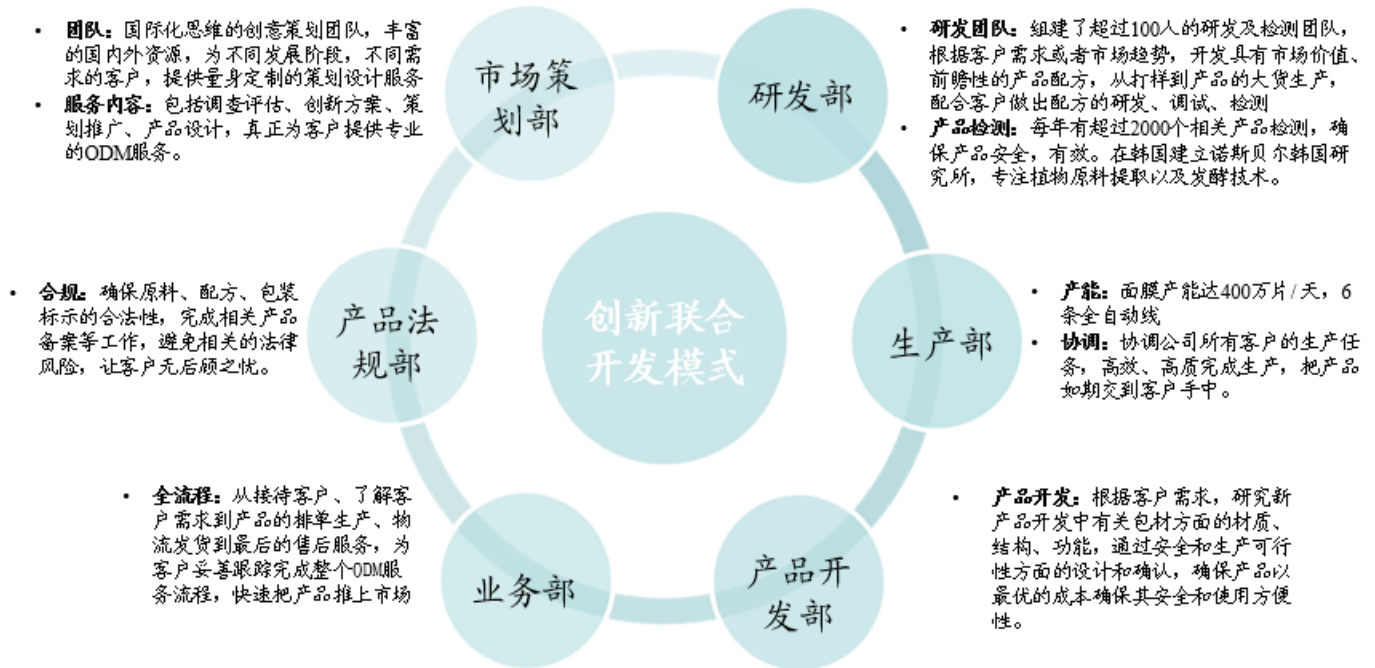 • 团队：国际化思维的创意策划团队，丰富
的国内外资源，为不同发展阶段，不同需
求的客户，提供量身定制的策划设计服务
• 服务内容：包括调查评估、创新方案、策
划推广、产品设计，真正为客户提供专业
的ODM服务。
市场策
划部
研发部
• 研发团队：组建了超过100人的研发及检测团队，
根据客户需求或者市场趋势，开发具有市场价值、
前瞻性的产品配方，从打样到产品的大货生产，
配合客户做出配方的研发、调试、检测
• 产品检测：每年有超过2000个相关产品检测，确
保产品安全，有效。在韩国建立诺斯贝尔韩国研
究所，专注植物原料提取以及发酵技术。
• 合规：确保原料、配方、包装
标示的合法性，完成相关产品
备案等工作，避免相关的法律
风险，让客户无后顾之忧。
产品法
规部
创新联合
开发模式
生产部
• 产能：面膜产能达400万片/天，6
条全自动线
• 协调：协调公司所有客户的生产任
务，高效、高质完成生产，把产品
如期交到客户手中。
• 全流程：从接待客户、了解客
户需求到产品的排单生产、物
流发货到最后的售后服务，为
客户妥善跟踪完成整个ODM服
务流程，快速把产品推上市场
业务部
产品开
发部
• 产品开发：根据客户需求，研究新
产品开发中有关包材方面的材质、
结构、功能，通过安全和生产可行
性方面的设计和确认，确保产品以
最优的成本确保其安全和使用方便
性。